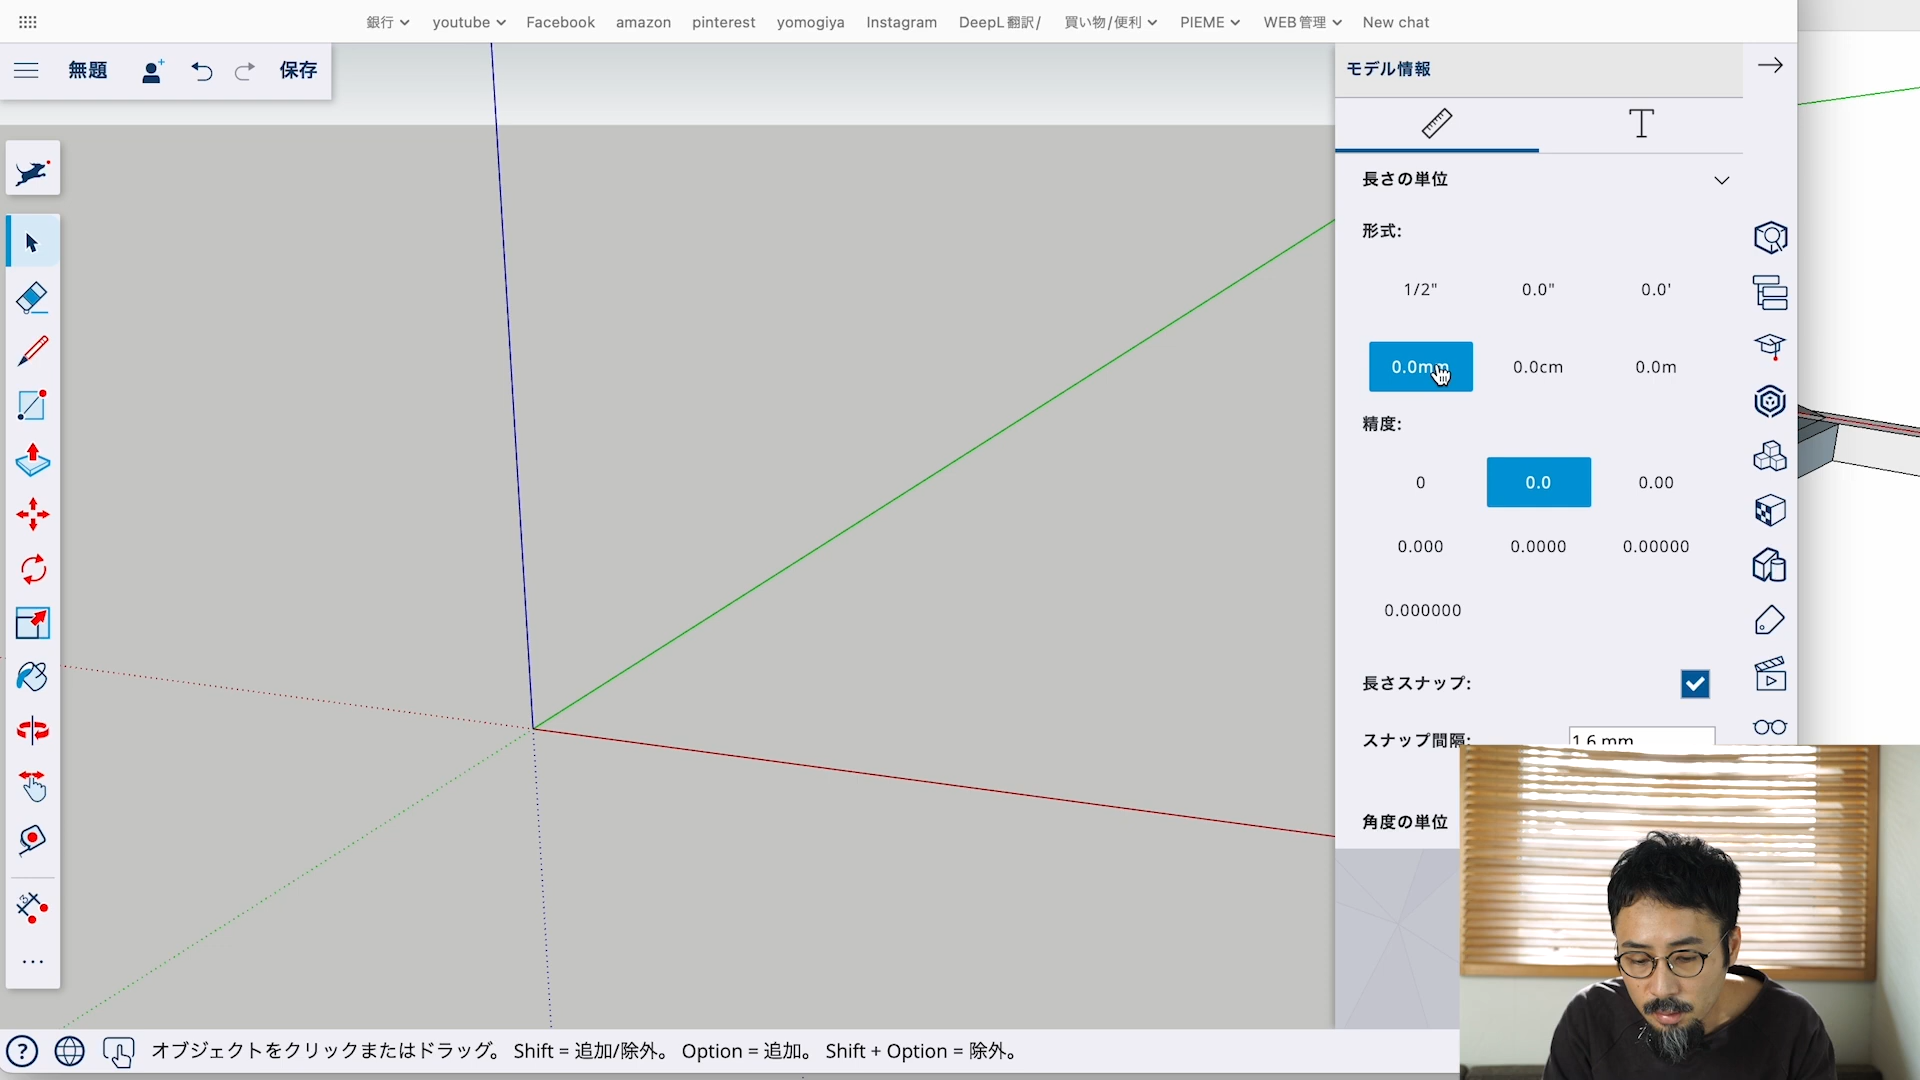 銀行 youtube Facebook amazon pinterest yomogiya Instagram DeepL翻訳/ 買い物/便利 PIEME WEB管理 New chat
無題 保存
モデル情報
長さの単位
形式:
1/2" 0.0" 0.0'
0.0mm 0.0cm 0.0m
精度:
0 0.0 0.00
0.000 0.0000 0.00000
0.000000
長さスナップ:
スナップ間隔: 1.6 mm
角度の単位
オブジェクトをクリックまたはドラッグ。 Shift = 追加/除外。 Option = 追加。 Shift + Option = 除外。